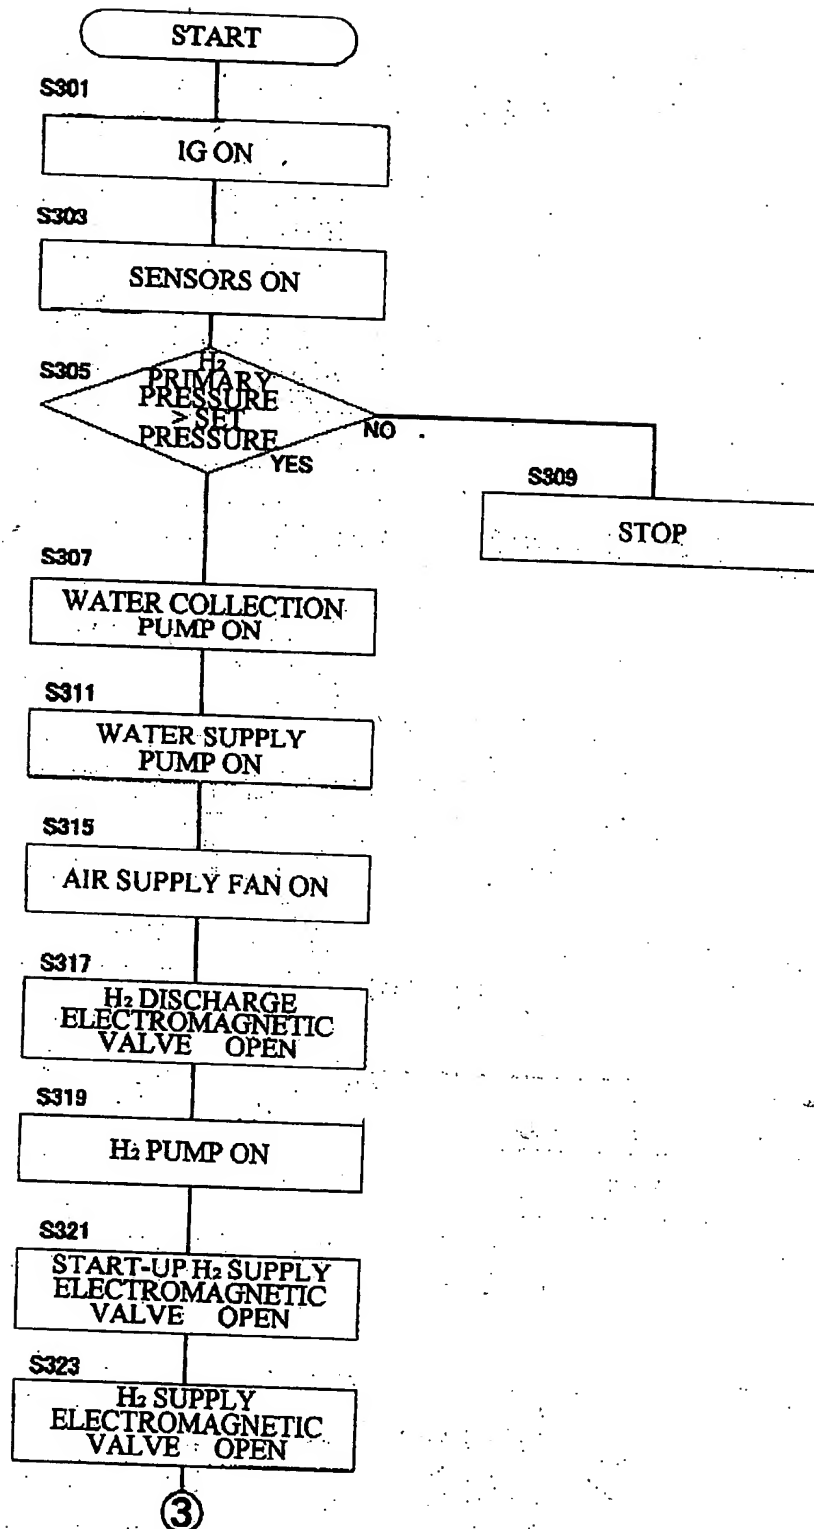 START
S301
IG ON
S303
SENSORS ON
S305
H₂
PRIMARY
PRESSURE
> SET
PRESSURE
NO
YES
S309
STOP
S307
WATER COLLECTION
PUMP ON
S311
WATER SUPPLY
PUMP ON
S315
AIR SUPPLY FAN ON
S317
H₂ DISCHARGE
ELECTROMAGNETIC
VALVE OPEN
S319
H₂ PUMP ON
S321
START-UP H₂ SUPPLY
ELECTROMAGNETIC
VALVE OPEN
S323
H₂ SUPPLY
ELECTROMAGNETIC
VALVE OPEN
③